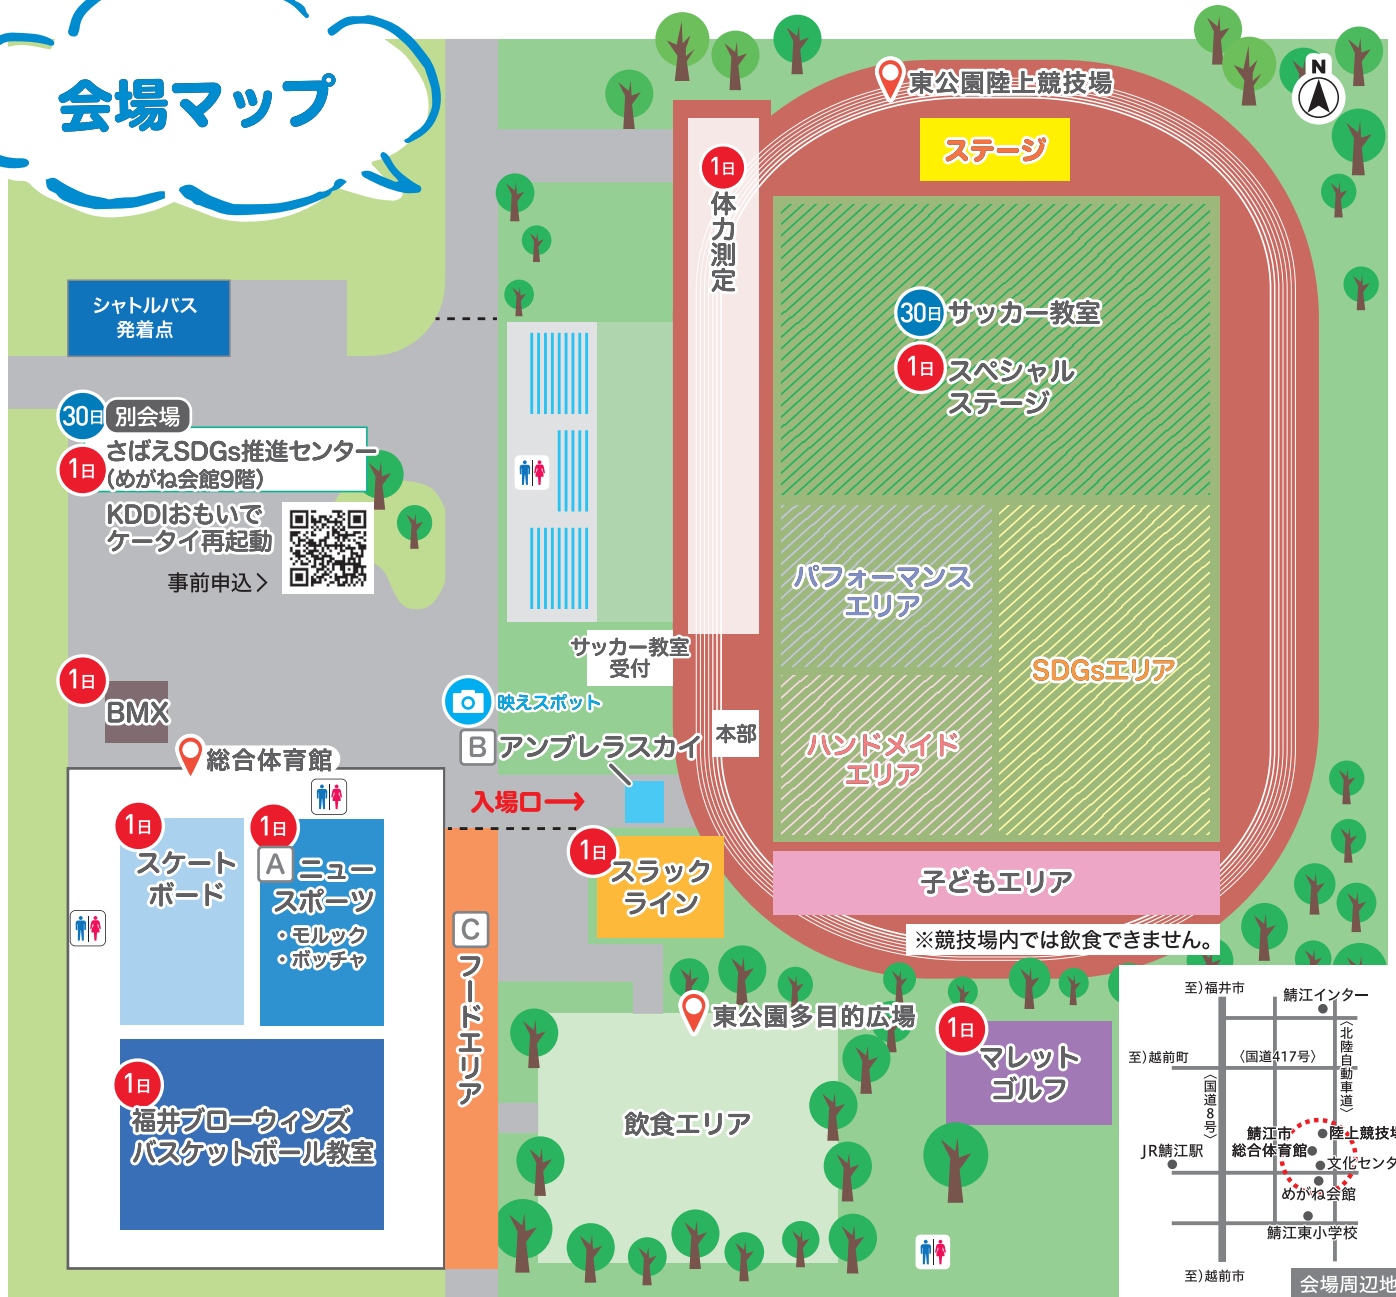 会場マップ
N
東公園陸上競技場
ステージ
1日
体力測定
シャトルバス
発着点
30日 サッカー教室
1日 スペシャル
ステージ
30日 別会場
1日 さばえSDGs推進センター
(めがね会館9階)
KDDIおもいで
ケータイ再起動
事前申込>
パフォーマンス
エリア
SDGsエリア
サッカー教室
受付
1日
BMX
映えスポット
本部
ハンドメイド
エリア
B アンブレラスカイ
総合体育館
入場口→
1日
スケート
ボード
1日
A ニュー
スポーツ
・モルック
・ボッチャ
1日
スラック
ライン
子どもエリア
C フードエリア
※競技場内では飲食できません。
東公園多目的広場
1日
マレット
ゴルフ
1日
福井ブローウィンズ
バスケットボール教室
飲食エリア
至)福井市
鯖江インター
〈北陸自動車道〉
至)越前町
〈国道417号〉
〈国道8号〉
鯖江市
総合体育館
陸上競技場
JR鯖江駅
文化センタ
めがね会館
鯖江東小学校
至)越前市
会場周辺地